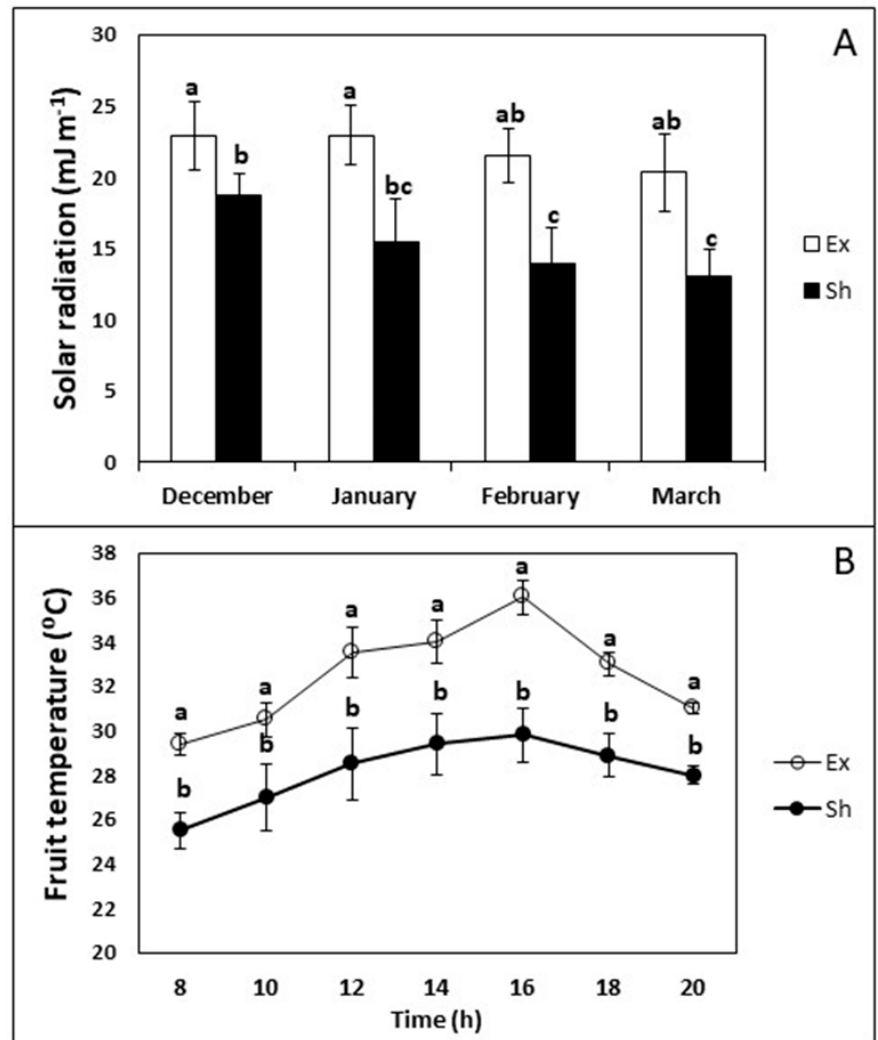 A
30
25
20
15
10
5
0
Solar radiation (mJ m-1)
a
b
a
bc
ab
c
ab
c
December January February March
Ex
Sh
B
38
36
34
32
30
28
26
24
22
20
Fruit temperature (⁰C)
a a a a a a a
b b b b b b b
8 10 12 14 16 18 20
Time (h)
Ex
Sh